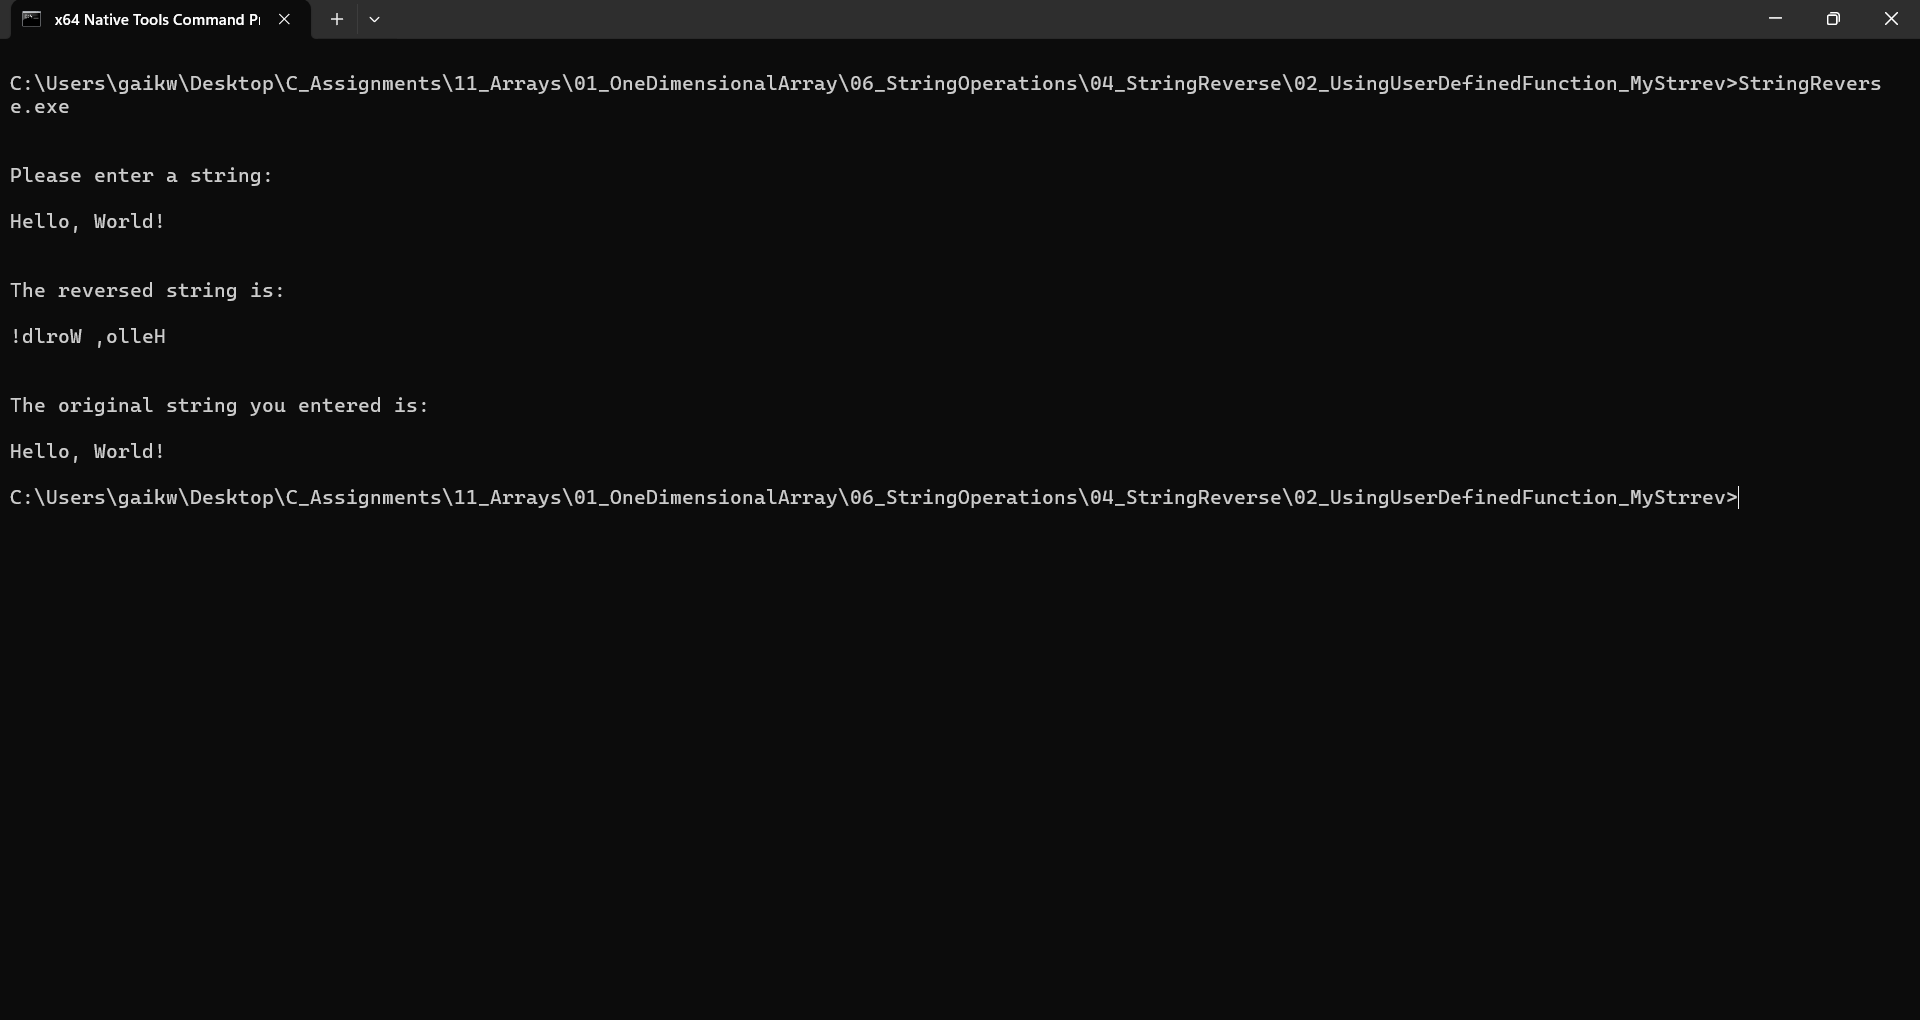 x64 Native Tools Command P
C:\Users\gaikw\Desktop\C_Assignments\11_Arrays\01_OneDimensionalArray\06_StringOperations\04_StringReverse\02_UsingUserDefinedFunction_MyStrrev>StringRevers
e.exe
Please enter a string:
Hello, World!
The reversed string is:
!dlroW ,olleH
The original string you entered is:
Hello, World!
C:\Users\gaikw\Desktop\C_Assignments\11_Arrays\01_OneDimensionalArray\06_StringOperations\04_StringReverse\02_UsingUserDefinedFunction_MyStrrev>